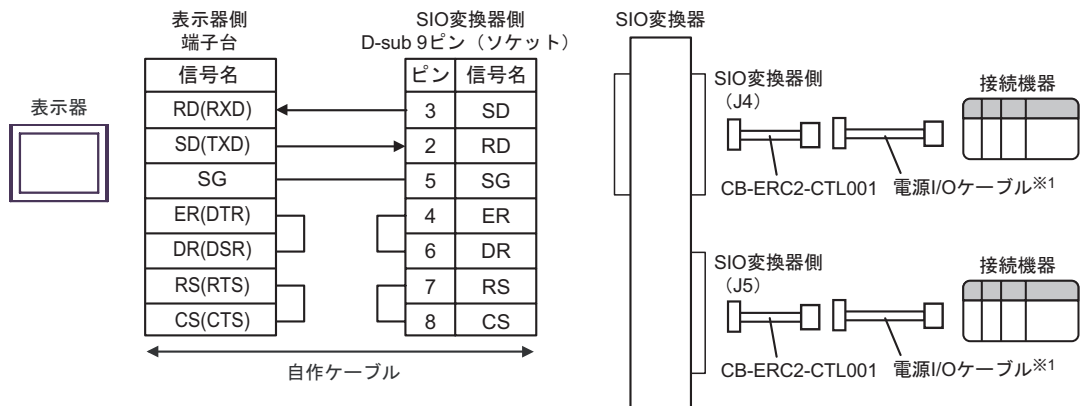 表示器
表示器側
端子台
信号名
RD(RXD)
SD(TXD)
SG
ER(DTR)
DR(DSR)
RS(RTS)
CS(CTS)
SIO変換器側
D-sub 9ピン（ソケット）
ピン 信号名
3 SD
2 RD
5 SG
4 ER
6 DR
7 RS
8 CS
自作ケーブル
SIO変換器
SIO変換器側
（J4）
接続機器
CB-ERC2-CTL001 電源I/Oケーブル※1
SIO変換器側
（J5）
接続機器
CB-ERC2-CTL001 電源I/Oケーブル※1